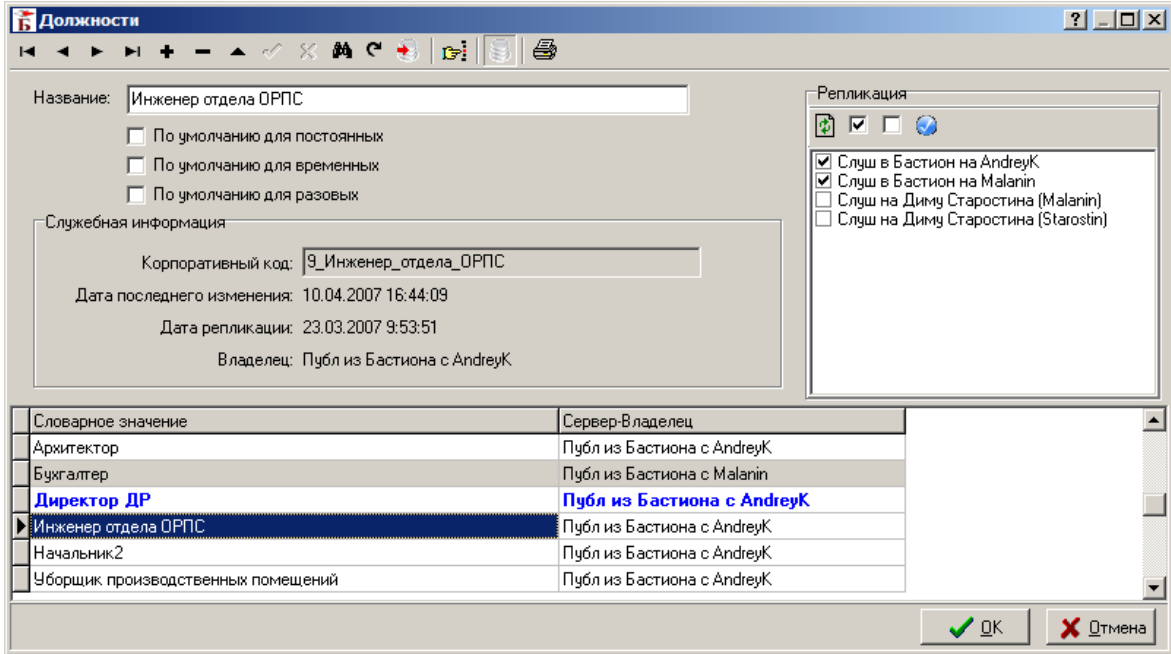 Должности
Название: Инженер отдела ОРПС
По умолчанию для постоянных
По умолчанию для временных
По умолчанию для разовых
Служебная информация
Корпоративный код: 9_Инженер_отдела_ОРПС
Дата последнего изменения: 10.04.2007 16:44:09
Дата репликации: 23.03.2007 9:53:51
Владелец: Публ из Бастиона с AndreyK
Репликация
Слуш в Бастион на AndreyK
Слуш в Бастион на Malanin
Слуш на Диму Старостина (Malanin)
Слуш на Диму Старостина (Starostin)
Словарное значение Сервер-Владелец
Архитектор Публ из Бастиона с AndreyK
Бухгалтер Публ из Бастиона с Malanin
Директор ДР Публ из Бастиона с AndreyK
Инженер отдела ОРПС Публ из Бастиона с AndreyK
Начальник2 Публ из Бастиона с AndreyK
Уборщик производственных помещений Публ из Бастиона с AndreyK
OK Отмена